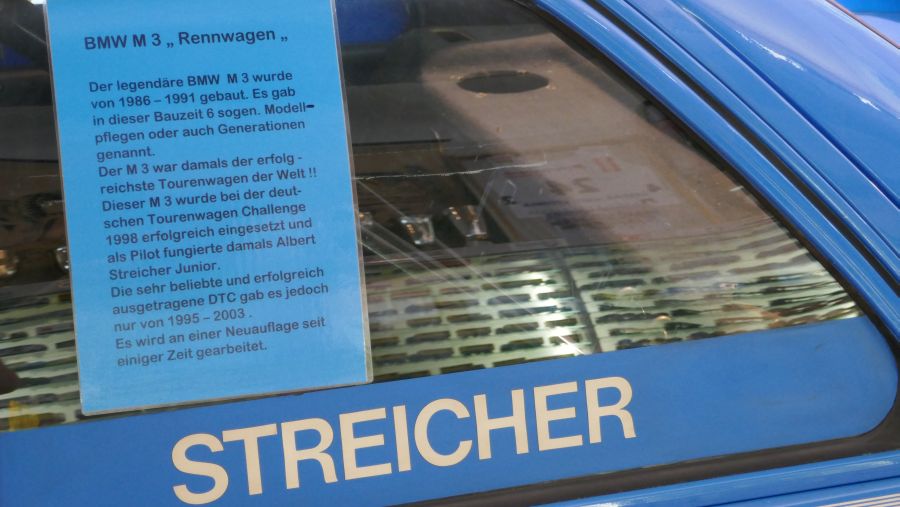 BMW M 3 „ Rennwagen „
Der legendäre BMW M 3 wurde
von 1986 – 1991 gebaut. Es gab
in dieser Bauzeit 6 sogen. Modell-
pflegen oder auch Generationen
genannt.
Der M 3 war damals der erfolg -
reichste Tourenwagen der Welt !!
Dieser M 3 wurde bei der deut-
schen Tourenwagen Challenge
1998 erfolgreich eingesetzt und
als Pilot fungierte damals Albert
Streicher Junior.
Die sehr beliebte und erfolgreich
ausgetragene DTC gab es jedoch
nur von 1995 – 2003 .
Es wird an einer Neuauflage seit
einiger Zeit gearbeitet.
STREICHER